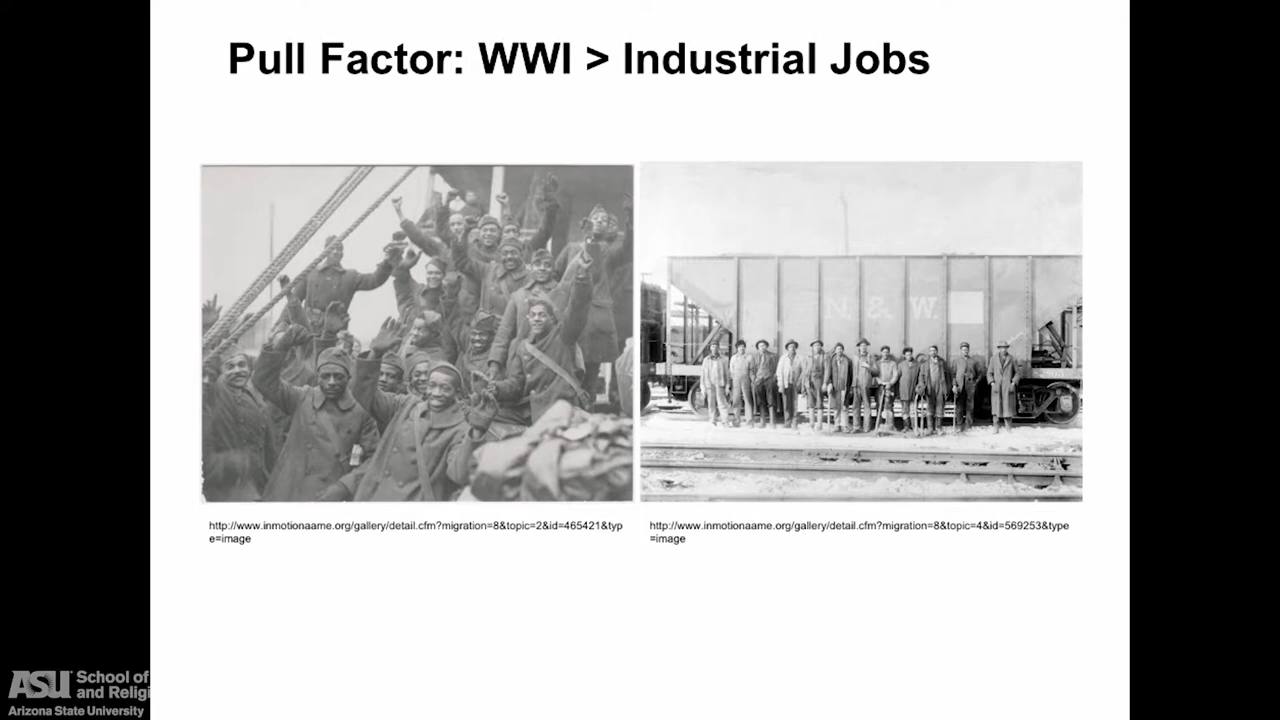 Pull Factor: WWI > Industrial Jobs
N. & W.
http://www.inmotionaame.org/gallery/detail.cfm?migration=8&topic=2&id=465421&typ
e=image
http://www.inmotionaame.org/gallery/detail.cfm?migration=8&topic=4&id=569253&type
=image
ASU School of
and Religi
Arizona State University